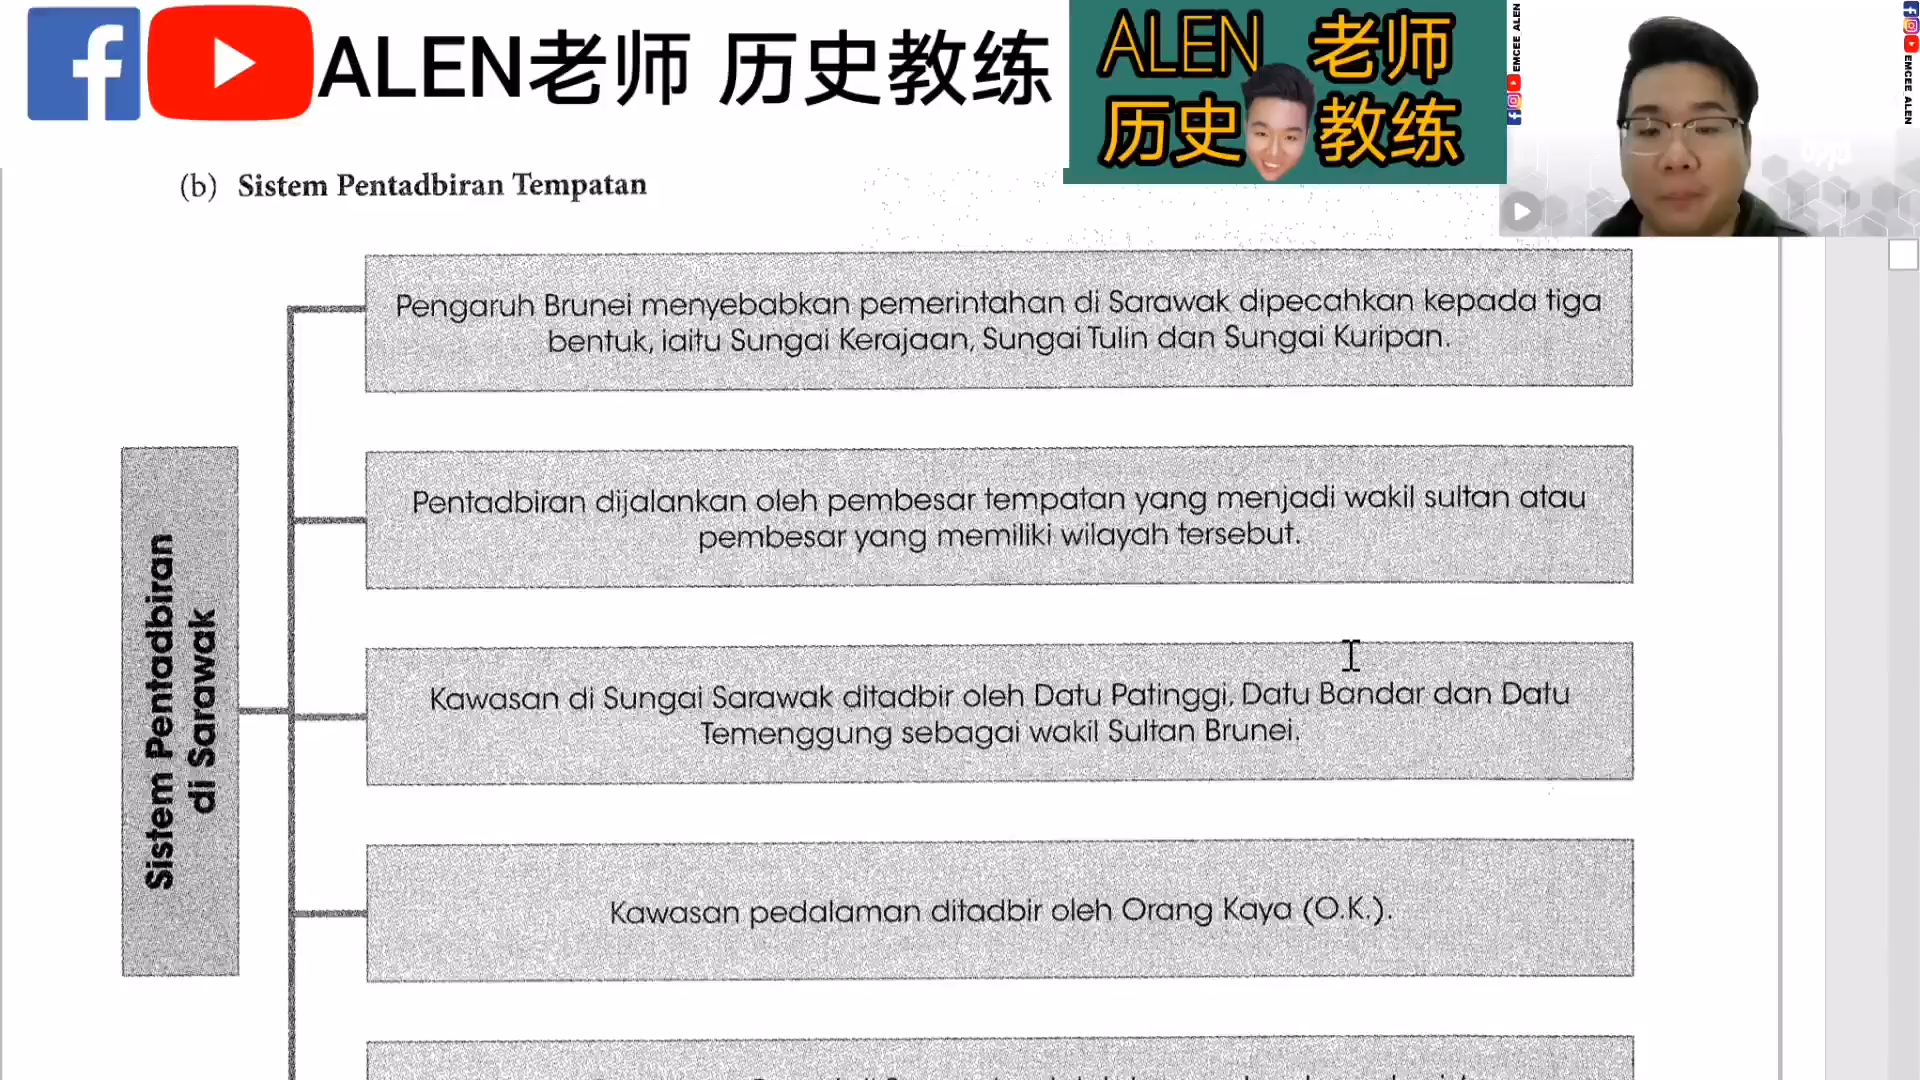 ALEN老师 历史教练
ALEN 老师
历史 教练
EMCEE ALEN
EMCEE ALEN
(b) Sistem Pentadbiran Tempatan
Pengaruh Brunei menyebabkan pemerintahan di Sarawak dipecahkan kepada tiga
bentuk, iaitu Sungai Kerajaan, Sungai Tulin dan Sungai Kuripan.
Pentadbiran dijalankan oleh pembesar tempatan yang menjadi wakil sultan atau
pembesar yang memiliki wilayah tersebut.
Sistem Pentadbiran
di Sarawak
Kawasan di Sungai Sarawak ditadbir oleh Datu Patinggi, Datu Bandar dan Datu
Temenggung sebagai wakil Sultan Brunei.
Kawasan pedalaman ditadbir oleh Orang Kaya (O.K.).